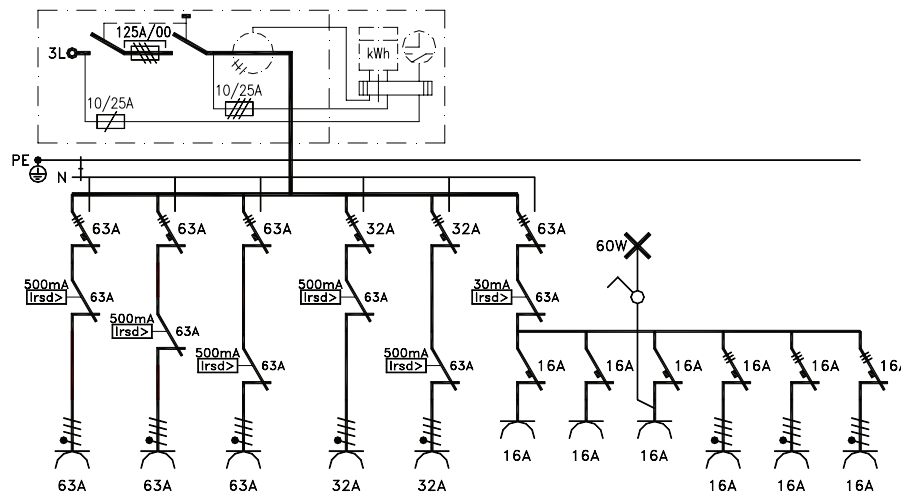 125A/00
3L
kWh
10/25A
10/25A
PE
N
63A 63A 63A 32A 32A 63A
60W
500mA 500mA 30mA
Irsd> 63A Irsd> 63A Irsd> 63A
500mA
Irsd> 63A
500mA 500mA
Irsd> 63A Irsd> 63A
16A 16A 16A 16A 16A 16A
16A 16A 16A
63A 63A 63A 32A 32A 16A 16A 16A